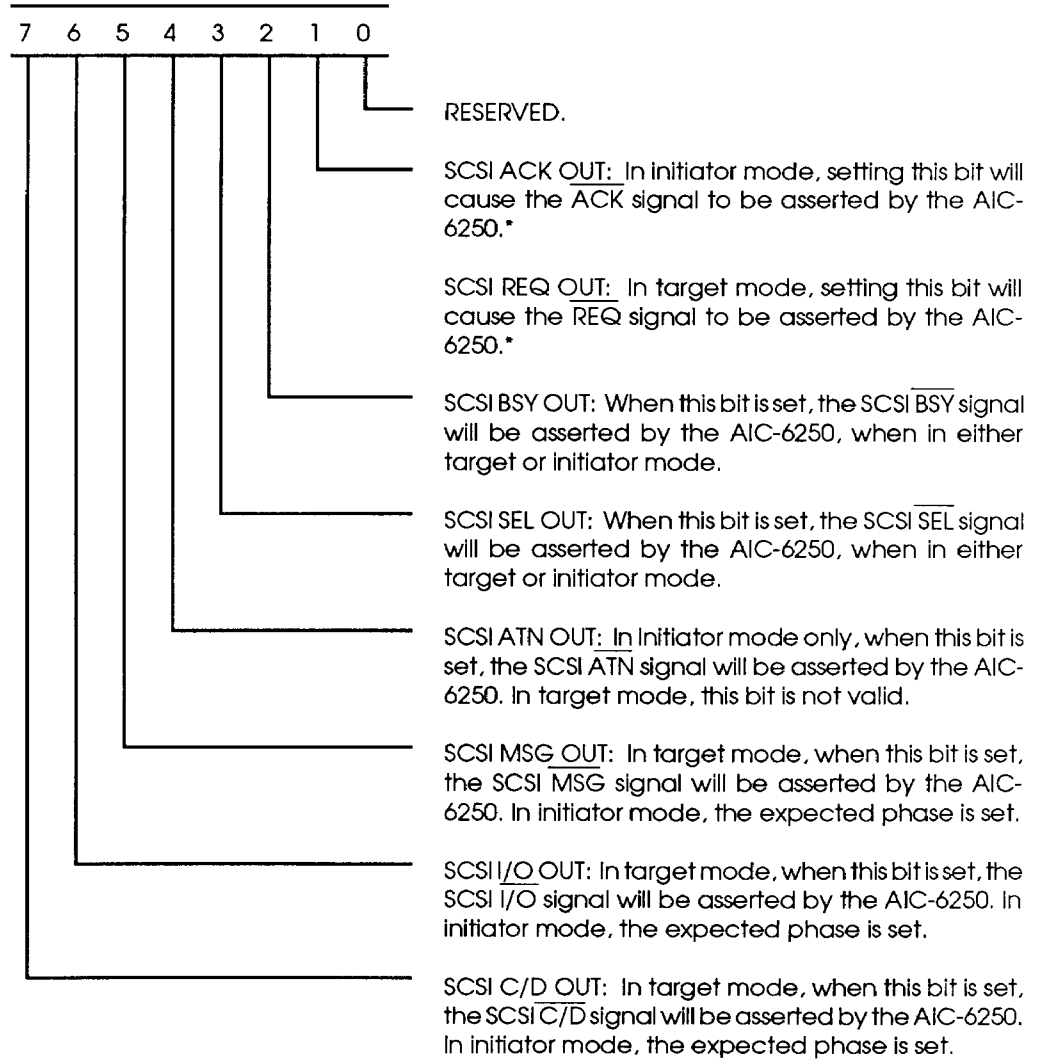 7 6 5 4 3 2 1 0
RESERVED.
SCSI ACK OUT: In initiator mode, setting this bit will
cause the ACK signal to be asserted by the AIC-
6250.*
SCSI REQ OUT: In target mode, setting this bit will
cause the REQ signal to be asserted by the AIC-
6250.*
SCSI BSY OUT: When this bit is set, the SCSI BSY signal
will be asserted by the AIC-6250, when in either
target or initiator mode.
SCSI SEL OUT: When this bit is set, the SCSI SEL signal
will be asserted by the AIC-6250, when in either
target or initiator mode.
SCSI ATN OUT: In Initiator mode only, when this bit is
set, the SCSI ATN signal will be asserted by the AIC-
6250. In target mode, this bit is not valid.
SCSI MSG OUT: In target mode, when this bit is set,
the SCSI MSG signal will be asserted by the AIC-
6250. In initiator mode, the expected phase is set.
SCSI I/O OUT: In target mode, when this bit is set, the
SCSI I/O signal will be asserted by the AIC-6250. In
initiator mode, the expected phase is set.
SCSI C/D OUT: In target mode, when this bit is set,
the SCSI C/D signal will be asserted by the AIC-6250.
In initiator mode, the expected phase is set.